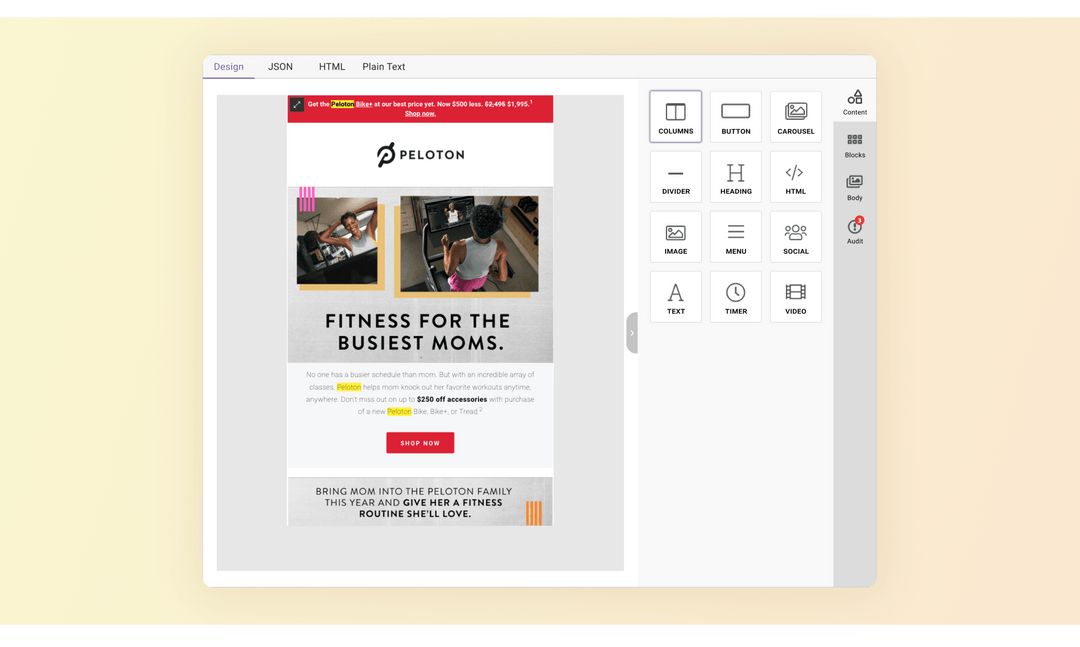 Design JSON HTML Plain Text
Get the Peloton Bike+ at our best price yet. Now $500 less. $2,495 $1,995.1
Shop now.
PELOTON
FITNESS FOR THE
BUSIEST MOMS.
No one has a busier schedule than mom. But with an incredible array of
classes, Peloton helps mom knock out her favorite workouts anytime,
anywhere. Don't miss out on up to $250 off accessories with purchase
of a new Peloton Bike, Bike+, or Tread.2
SHOP NOW
BRING MOM INTO THE PELOTON FAMILY
THIS YEAR AND GIVE HER A FITNESS
ROUTINE SHE'LL LOVE.
COLUMNS BUTTON CAROUSEL
DIVIDER HEADING HTML
IMAGE MENU SOCIAL
TEXT TIMER VIDEO
Content
Blocks
Body
3
Audit